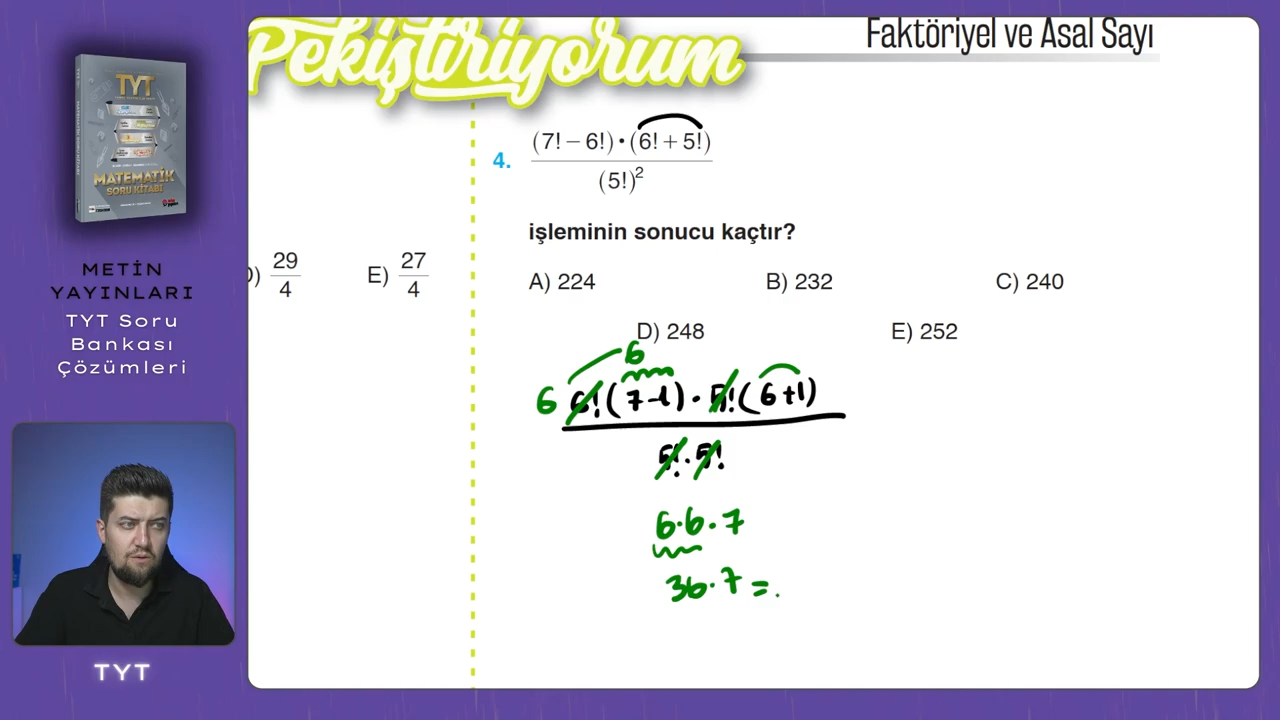 Pekiştiriyorum
Faktöriyel ve Asal Sayı
TYT
MATEMATİK
SORU KİTABI
METİN
YAYINLARI
TYT Soru
Bankası
Çözümleri
TYT
D) 29/4 E) 27/4
4. (7! − 6!) · (6! + 5!) / (5!)²
işleminin sonucu kaçtır?
A) 224 B) 232 C) 240
D) 248 E) 252
6
6 6! (7-1) · 5! (6+1)
5! · 5!
6·6·7
36·7 = .